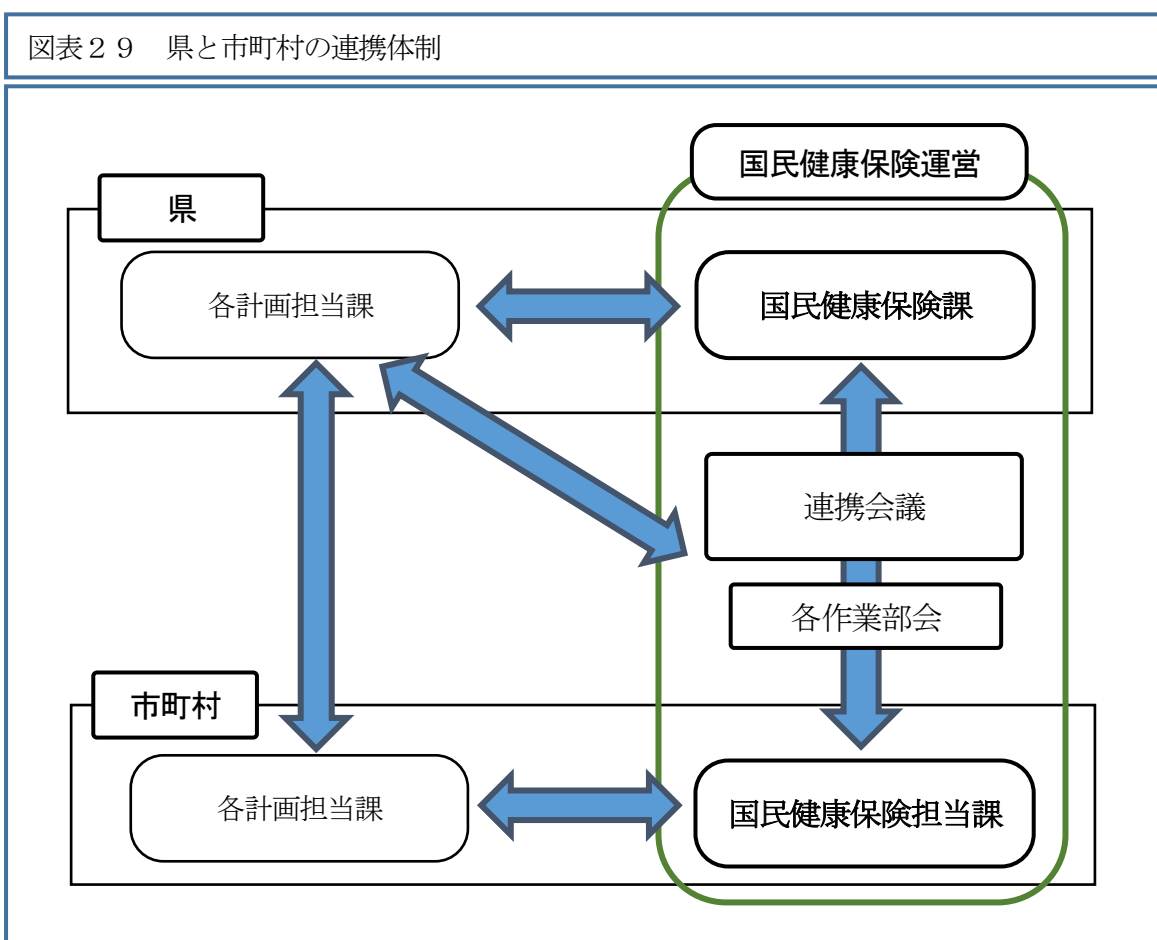 図表２９　県と市町村の連携体制
国民健康保険運営
県
各計画担当課
国民健康保険課
連携会議
各作業部会
市町村
各計画担当課
国民健康保険担当課